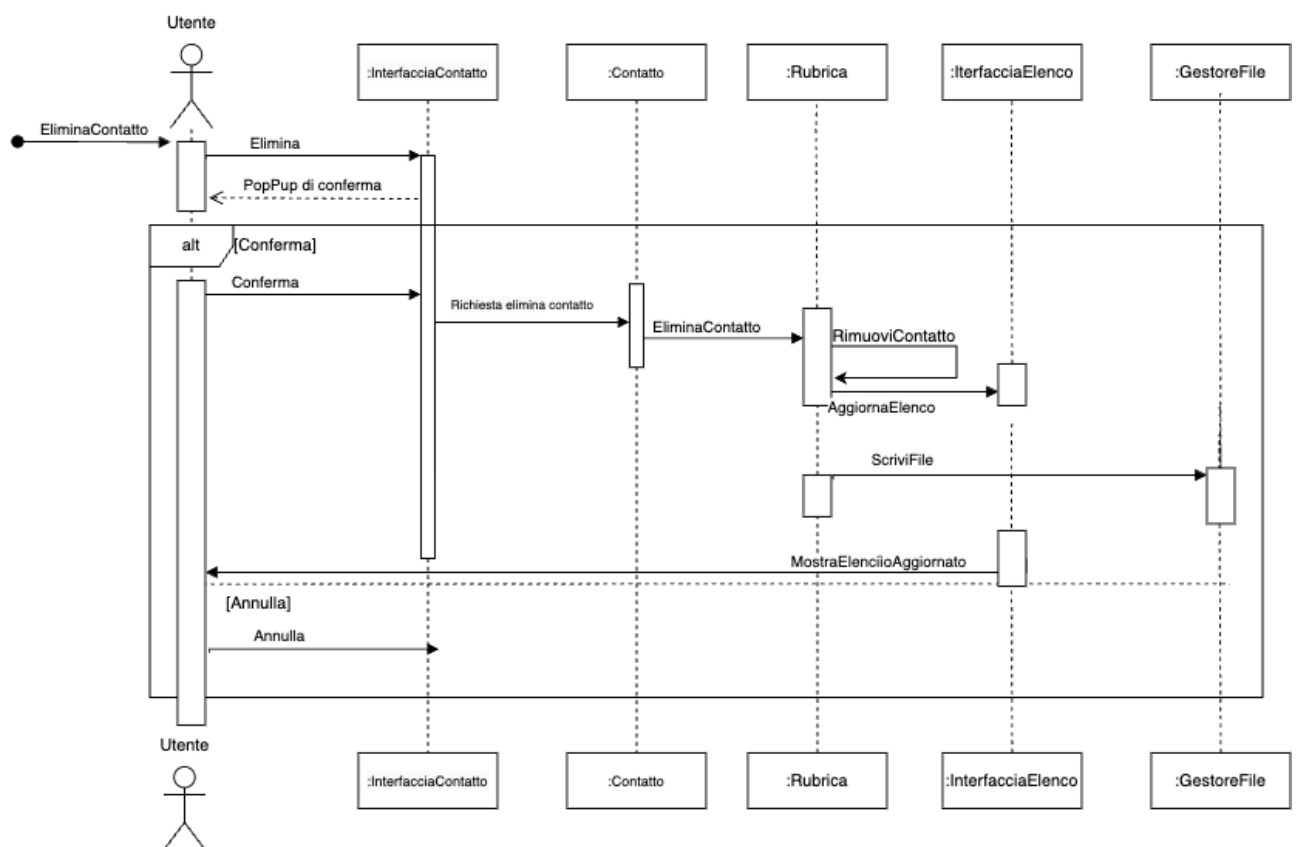 Utente
:InterfacciaContatto
:Contatto
:Rubrica
:IterfacciaElenco
:GestoreFile
EliminaContatto
Elimina
PopPup di conferma
alt
[Conferma]
Conferma
Richiesta elimina contatto
EliminaContatto
RimuoviContatto
AggiornaElenco
ScriviFile
MostraElenciioAggiornato
[Annulla]
Annulla
Utente
:InterfacciaContatto
:Contatto
:Rubrica
:InterfacciaElenco
:GestoreFile